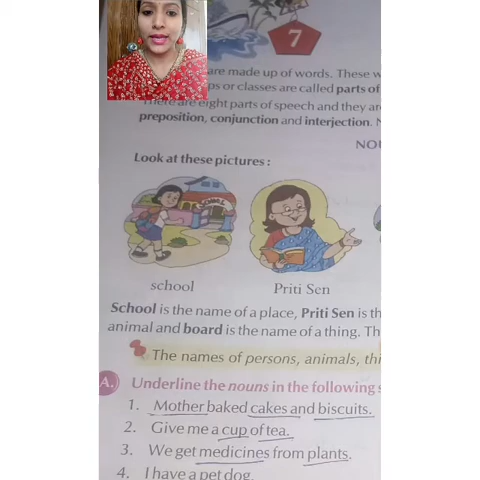 7
are made up of words. These
ps or classes are called parts of
There are eight parts of speech and they are
preposition, conjunction and interjection.
NOU
Look at these pictures :
SCHOOL
school
Priti Sen
School is the name of a place, Priti Sen is th
animal and board is the name of a thing. Th
The names of persons, animals, thi
A. Underline the nouns in the following s
1. Mother baked cakes and biscuits.
2. Give me a cup of tea.
3. We get medicines from plants.
4. I have a pet dog.